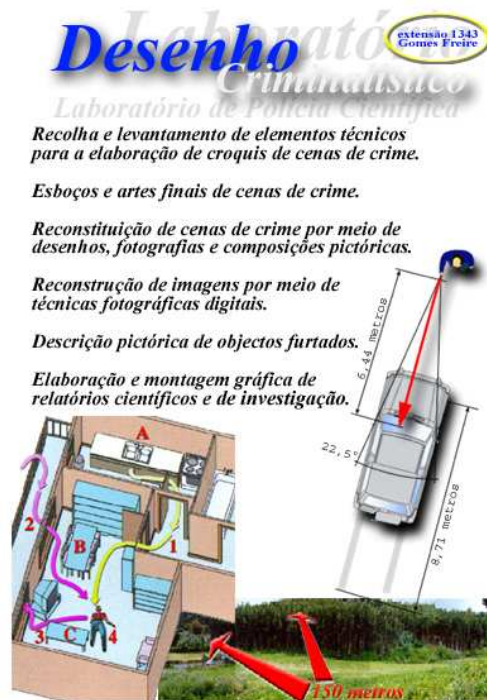 Laboratório
Desenho
Criminalístico
Laboratório de Polícia Científica
extensão 1343
Gomes Freire
Recolha e levantamento de elementos técnicos
para a elaboração de croquis de cenas de crime.
Esboços e artes finais de cenas de crime.
Reconstituição de cenas de crime por meio de
desenhos, fotografias e composições pictóricas.
Reconstrução de imagens por meio de
técnicas fotográficas digitais.
Descrição pictórica de objectos furtados.
Elaboração e montagem gráfica de
relatórios científicos e de investigação.
6,44 metros
22,5°
8,71 metros
A
2
B
1
3
C
4
150 metros